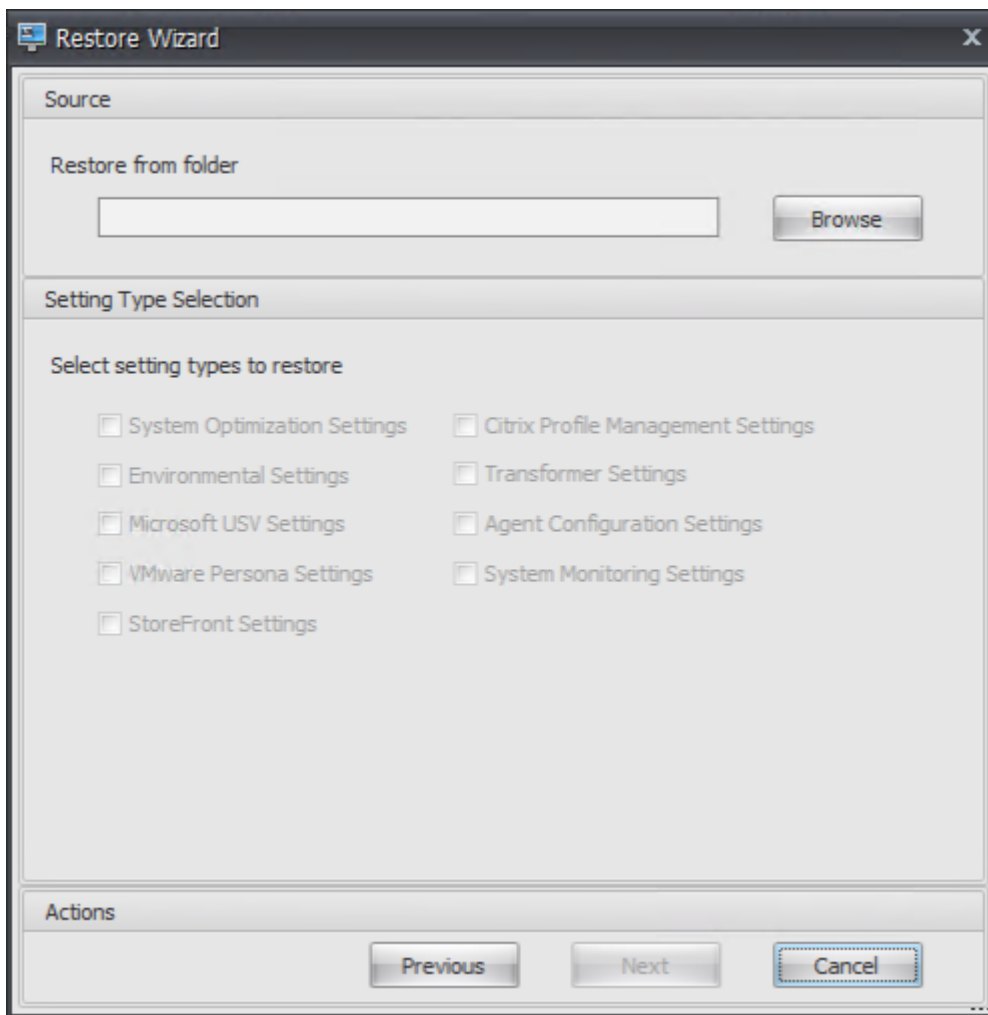 Restore Wizard
Source
Restore from folder
Browse
Setting Type Selection
Select setting types to restore
System Optimization Settings
Citrix Profile Management Settings
Environmental Settings
Transformer Settings
Microsoft USV Settings
Agent Configuration Settings
VMware Persona Settings
System Monitoring Settings
StoreFront Settings
Actions
Previous
Next
Cancel